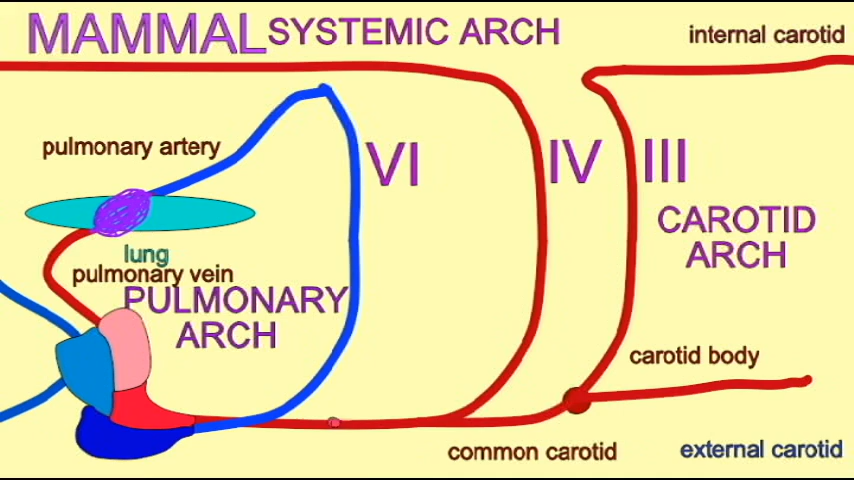 MAMMAL SYSTEMIC ARCH
internal carotid
pulmonary artery
VI
IV
III
CAROTID
ARCH
lung
pulmonary vein
PULMONARY
ARCH
carotid body
common carotid
external carotid